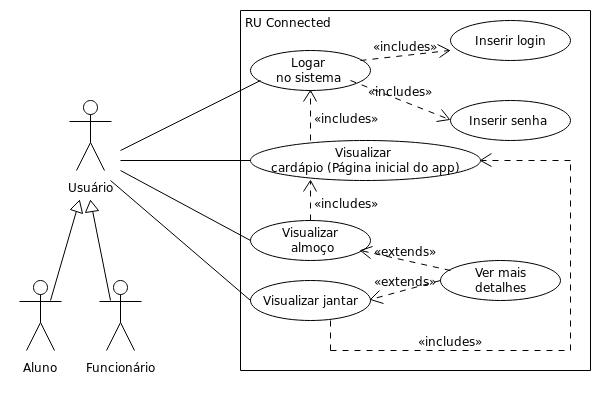 RU Connected
«includes»
Inserir login
Logar
no sistema
«includes»
«includes»
Inserir senha
Visualizar
cardápio (Página inicial do app)
Usuário
«includes»
Visualizar
almoço
«extends»
Ver mais
detalhes
«extends»
Visualizar jantar
«includes»
Aluno
Funcionário